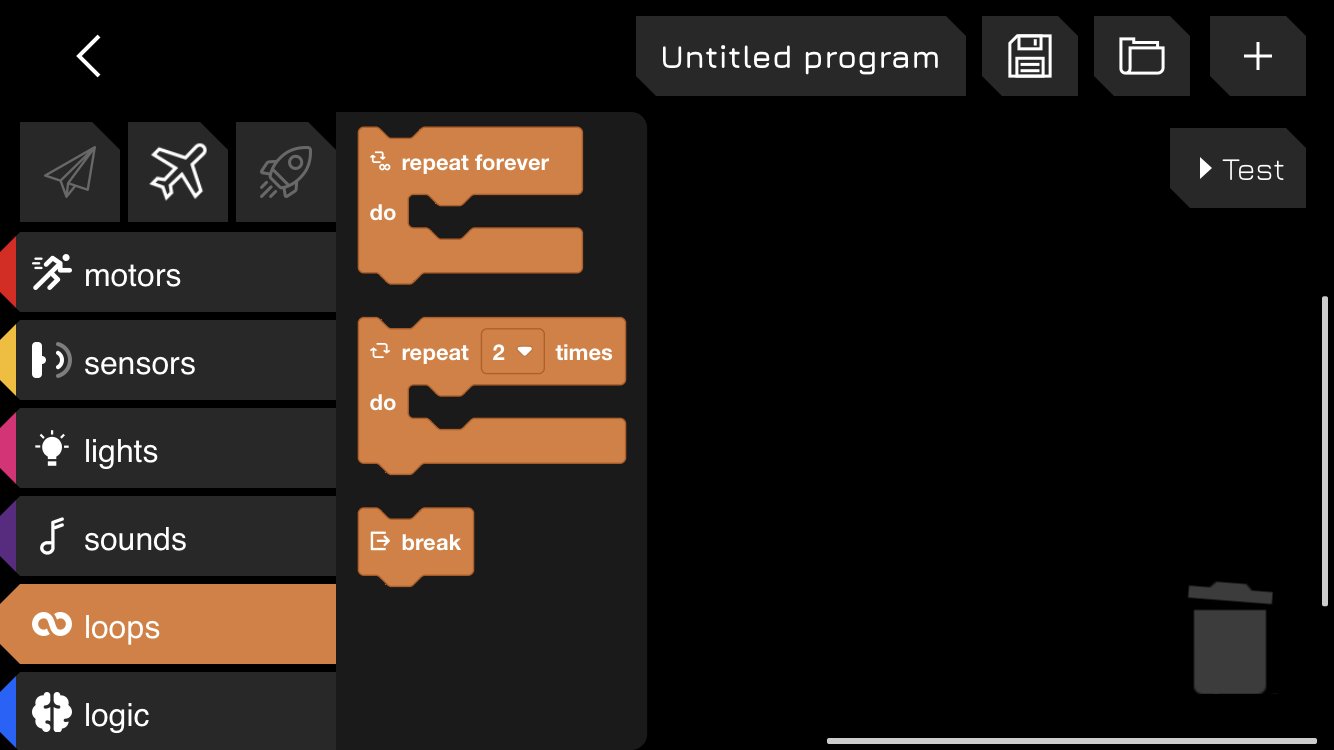 Untitled program
Test
motors
sensors
lights
sounds
loops
logic
repeat forever
do
repeat 2 times
do
break